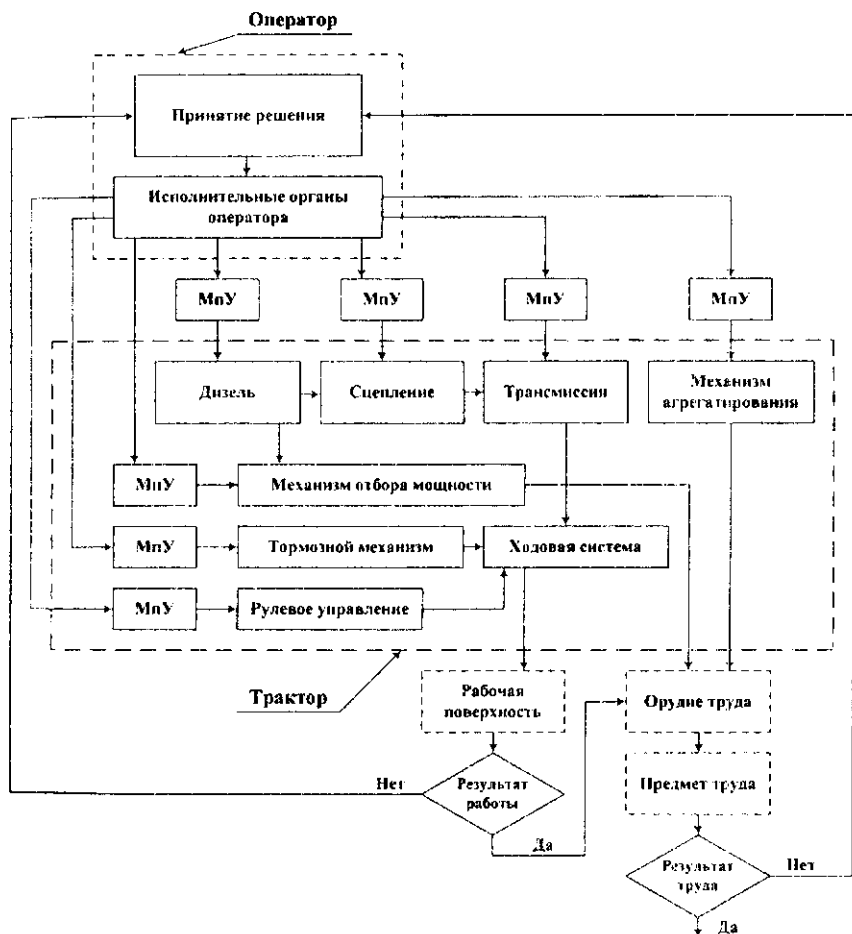 Оператор
Принятие решения
Исполнительные органы
оператора
МпУ
МпУ
МпУ
МпУ
Дизель
Сцепление
Трансмиссия
Механизм
агрегатирования
МпУ
Механизм отбора мощности
МпУ
Тормозной механизм
Ходовая система
МпУ
Рулевое управление
Трактор
Рабочая
поверхность
Орудие труда
Нет
Результат
работы
Предмет труда
Да
Результат
труда
Нет
Да